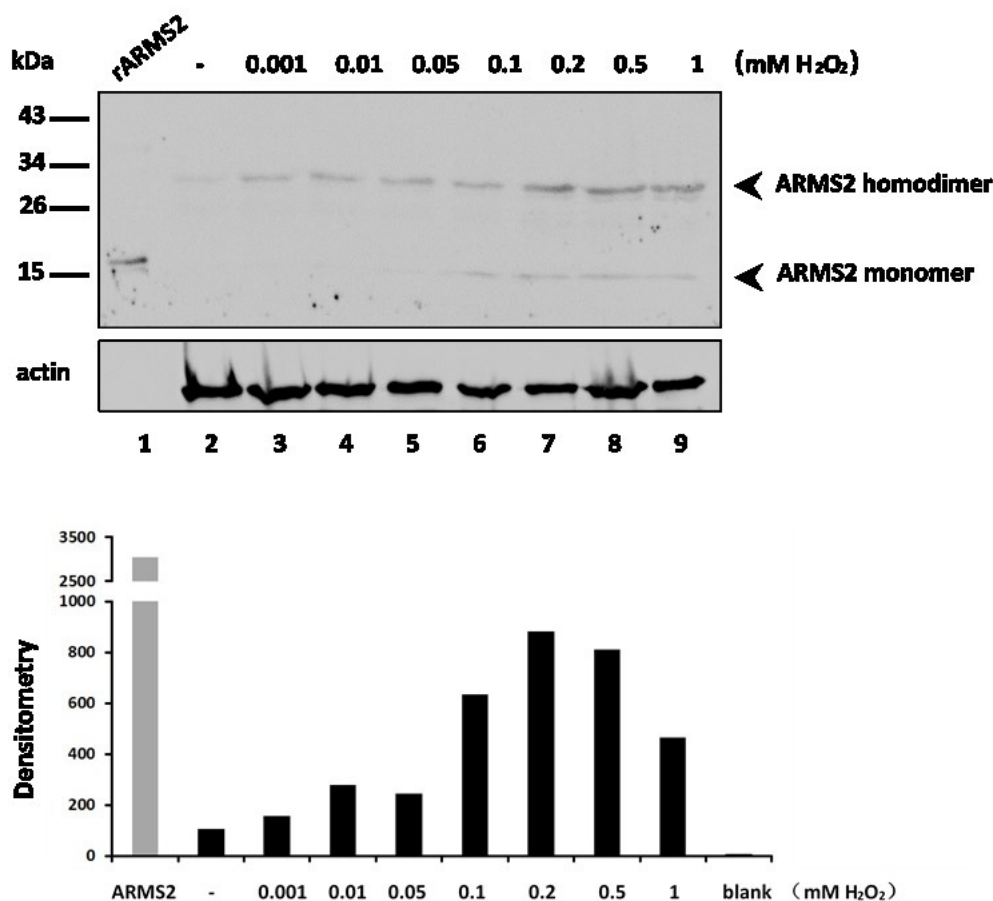 kDa rARMS2 - 0.001 0.01 0.05 0.1 0.2 0.5 1 (mM H₂O₂)
43
34
ARMS2 homodimer
26
15
ARMS2 monomer
actin
1 2 3 4 5 6 7 8 9
3500
2500
1000
800
600
400
200
0
Densitometry
ARMS2 - 0.001 0.01 0.05 0.1 0.2 0.5 1 blank (mM H₂O₂)